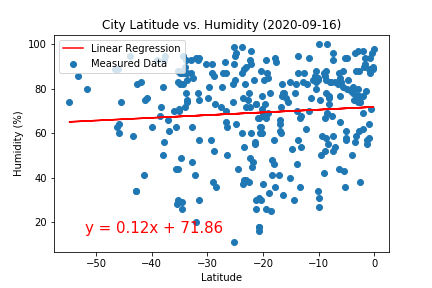 City Latitude vs. Humidity (2020-09-16)
Linear Regression
Measured Data
Humidity (%)
100
80
60
40
20
y = 0.12x + 71.86
−50
−40
−30
−20
−10
0
Latitude